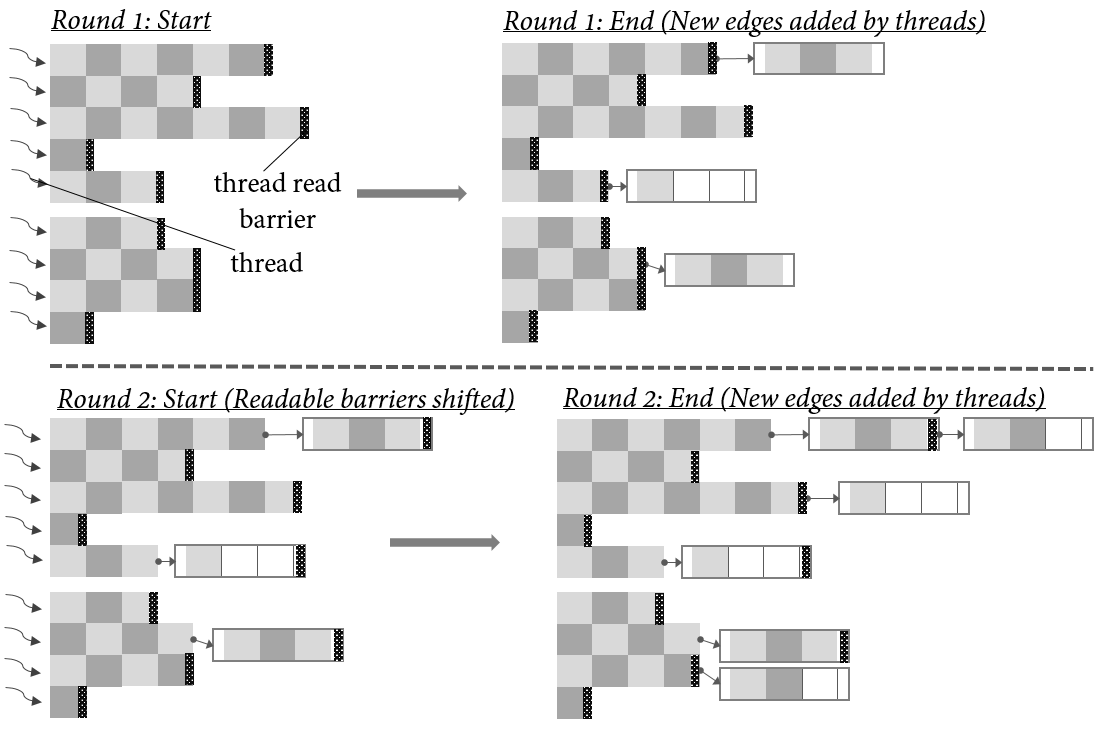 Round 1: Start
Round 1: End (New edges added by threads)
thread read
barrier
thread
Round 2: Start (Readable barriers shifted)
Round 2: End (New edges added by threads)